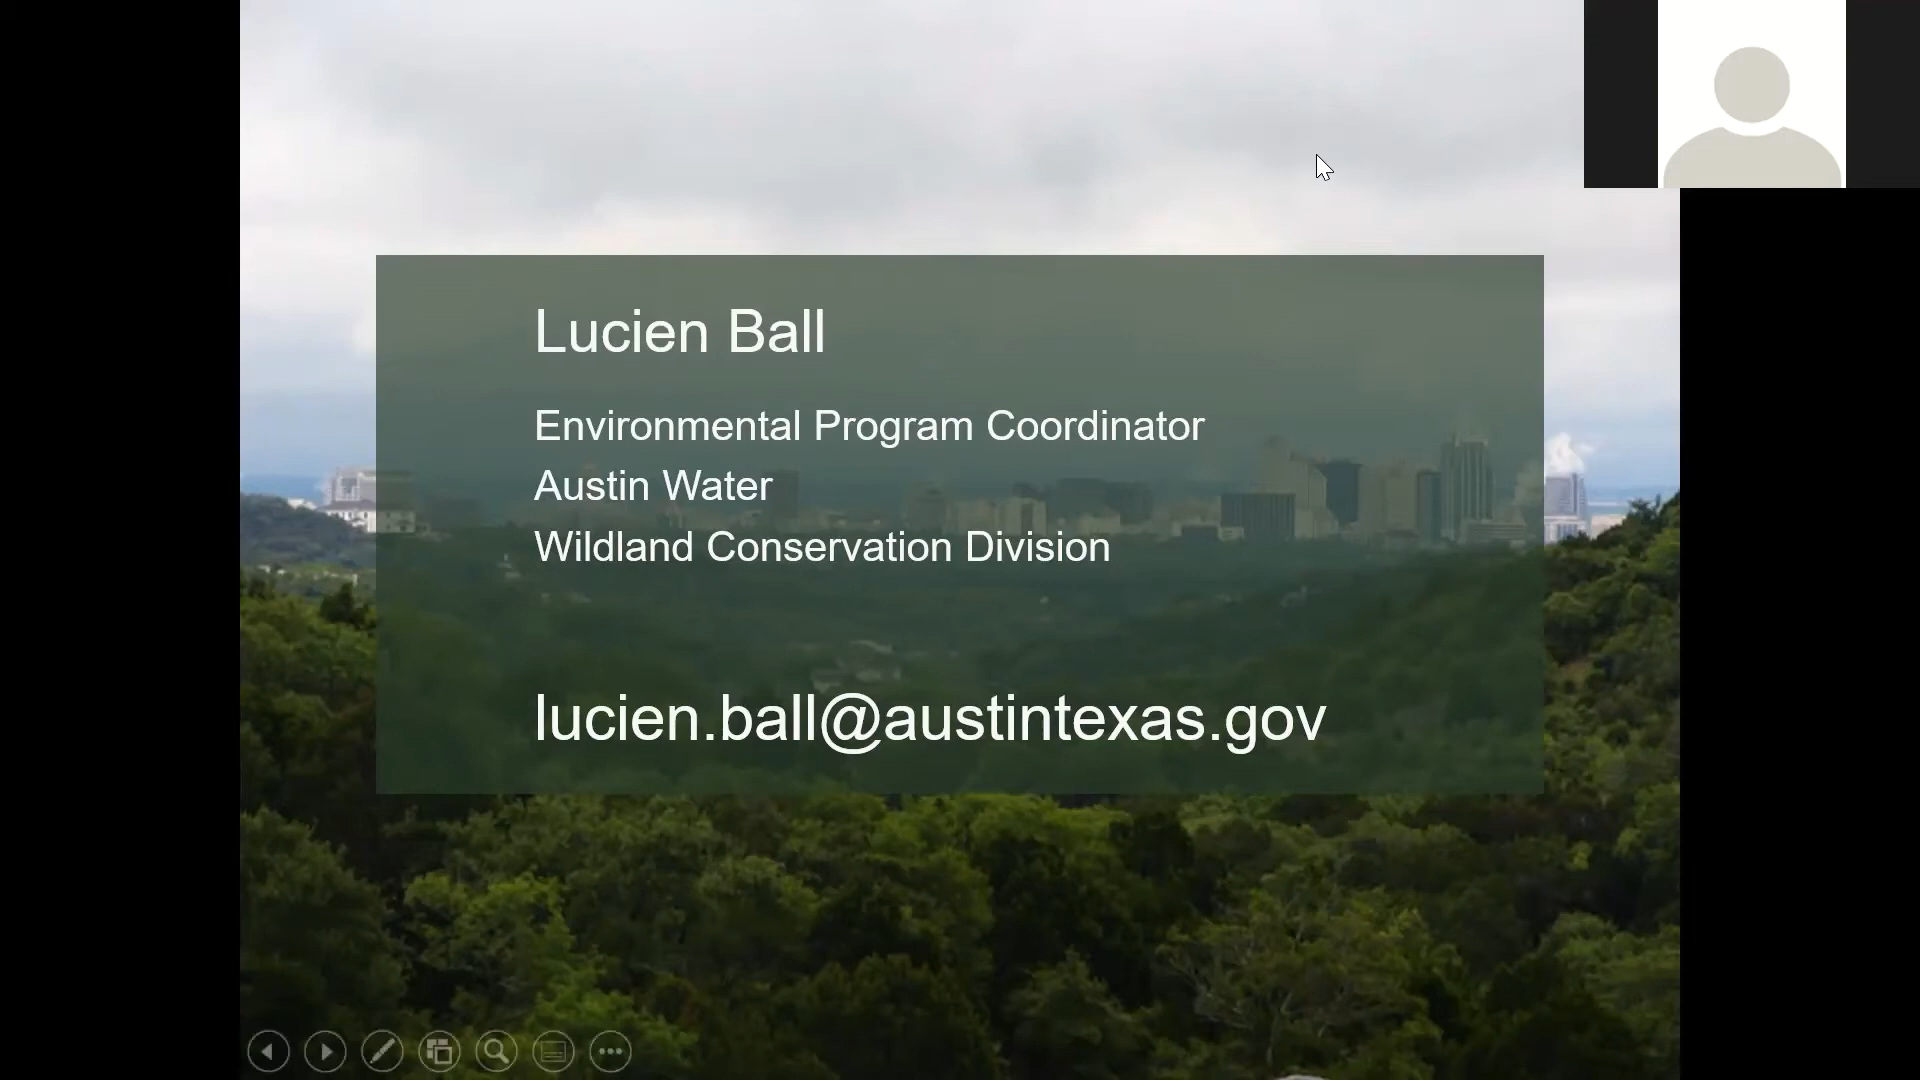 Lucien Ball
Environmental Program Coordinator
Austin Water
Wildland Conservation Division
lucien.ball@austintexas.gov